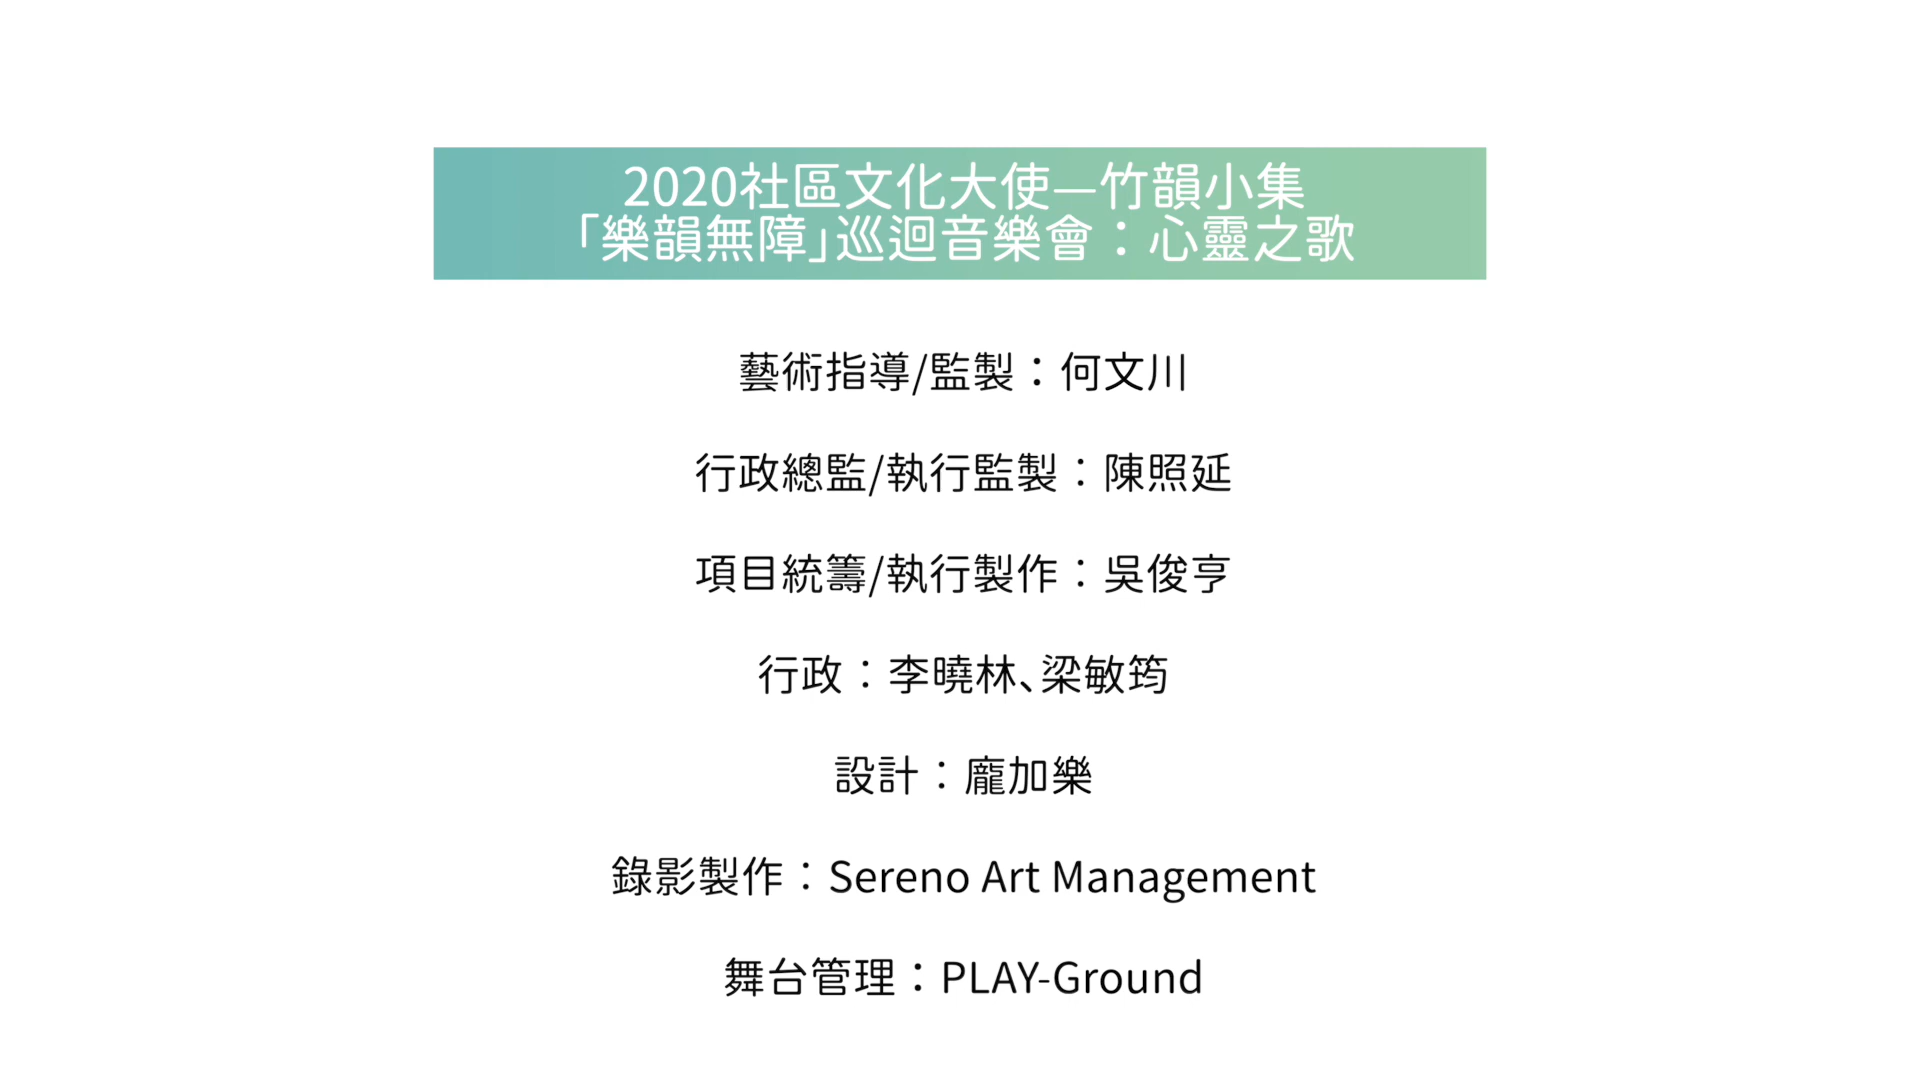 2020社區文化大使—竹韻小集
「樂韻無障」巡迴音樂會：心靈之歌
藝術指導/監製：何文川
行政總監/執行監製：陳照延
項目統籌/執行製作：吳俊亨
行政：李曉林、梁敏筠
設計：龐加樂
錄影製作：Sereno Art Management
舞台管理：PLAY-Ground